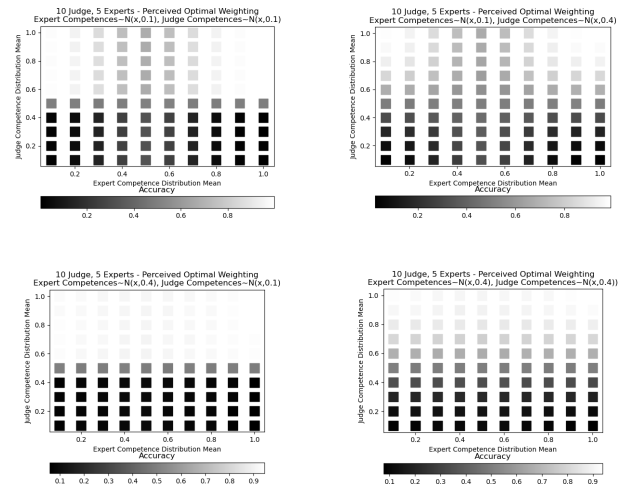 10 Judge, 5 Experts - Perceived Optimal Weighting
Expert Competences~N(x,0.1), Judge Competences~N(x,0.1)
Judge Competence Distribution Mean
1.0
0.8
0.6
0.4
0.2
0.2 0.4 0.6 0.8 1.0
Expert Competence Distribution Mean
Accuracy
0.2 0.4 0.6 0.8
10 Judge, 5 Experts - Perceived Optimal Weighting
Expert Competences~N(x,0.1), Judge Competences~N(x,0.4)
Judge Competence Distribution Mean
1.0
0.8
0.6
0.4
0.2
0.2 0.4 0.6 0.8 1.0
Expert Competence Distribution Mean
Accuracy
0.2 0.4 0.6 0.8
10 Judge, 5 Experts - Perceived Optimal Weighting
Expert Competences~N(x,0.4), Judge Competences~N(x,0.1)
Judge Competence Distribution Mean
1.0
0.8
0.6
0.4
0.2
0.2 0.4 0.6 0.8 1.0
Expert Competence Distribution Mean
Accuracy
0.1 0.2 0.3 0.4 0.5 0.6 0.7 0.8 0.9
10 Judge, 5 Experts - Perceived Optimal Weighting
Expert Competences~N(x,0.4), Judge Competences~N(x,0.4))
Judge Competence Distribution Mean
1.0
0.8
0.6
0.4
0.2
0.2 0.4 0.6 0.8 1.0
Expert Competence Distribution Mean
Accuracy
0.1 0.2 0.3 0.4 0.5 0.6 0.7 0.8 0.9